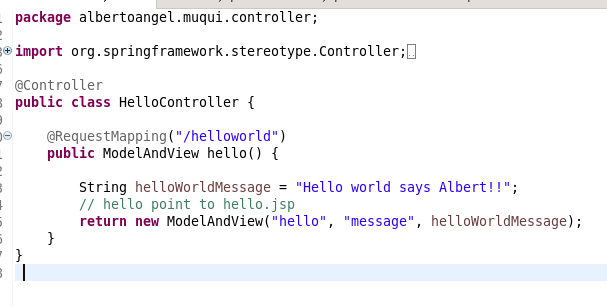 package albertoangel.muqui.controller;
import org.springframework.stereotype.Controller;
@Controller
public class HelloController {
@RequestMapping("/helloworld")
public ModelAndView hello() {
String helloWorldMessage = "Hello world says Albert!!";
// hello point to hello.jsp
return new ModelAndView("hello", "message", helloWorldMessage);
}
}